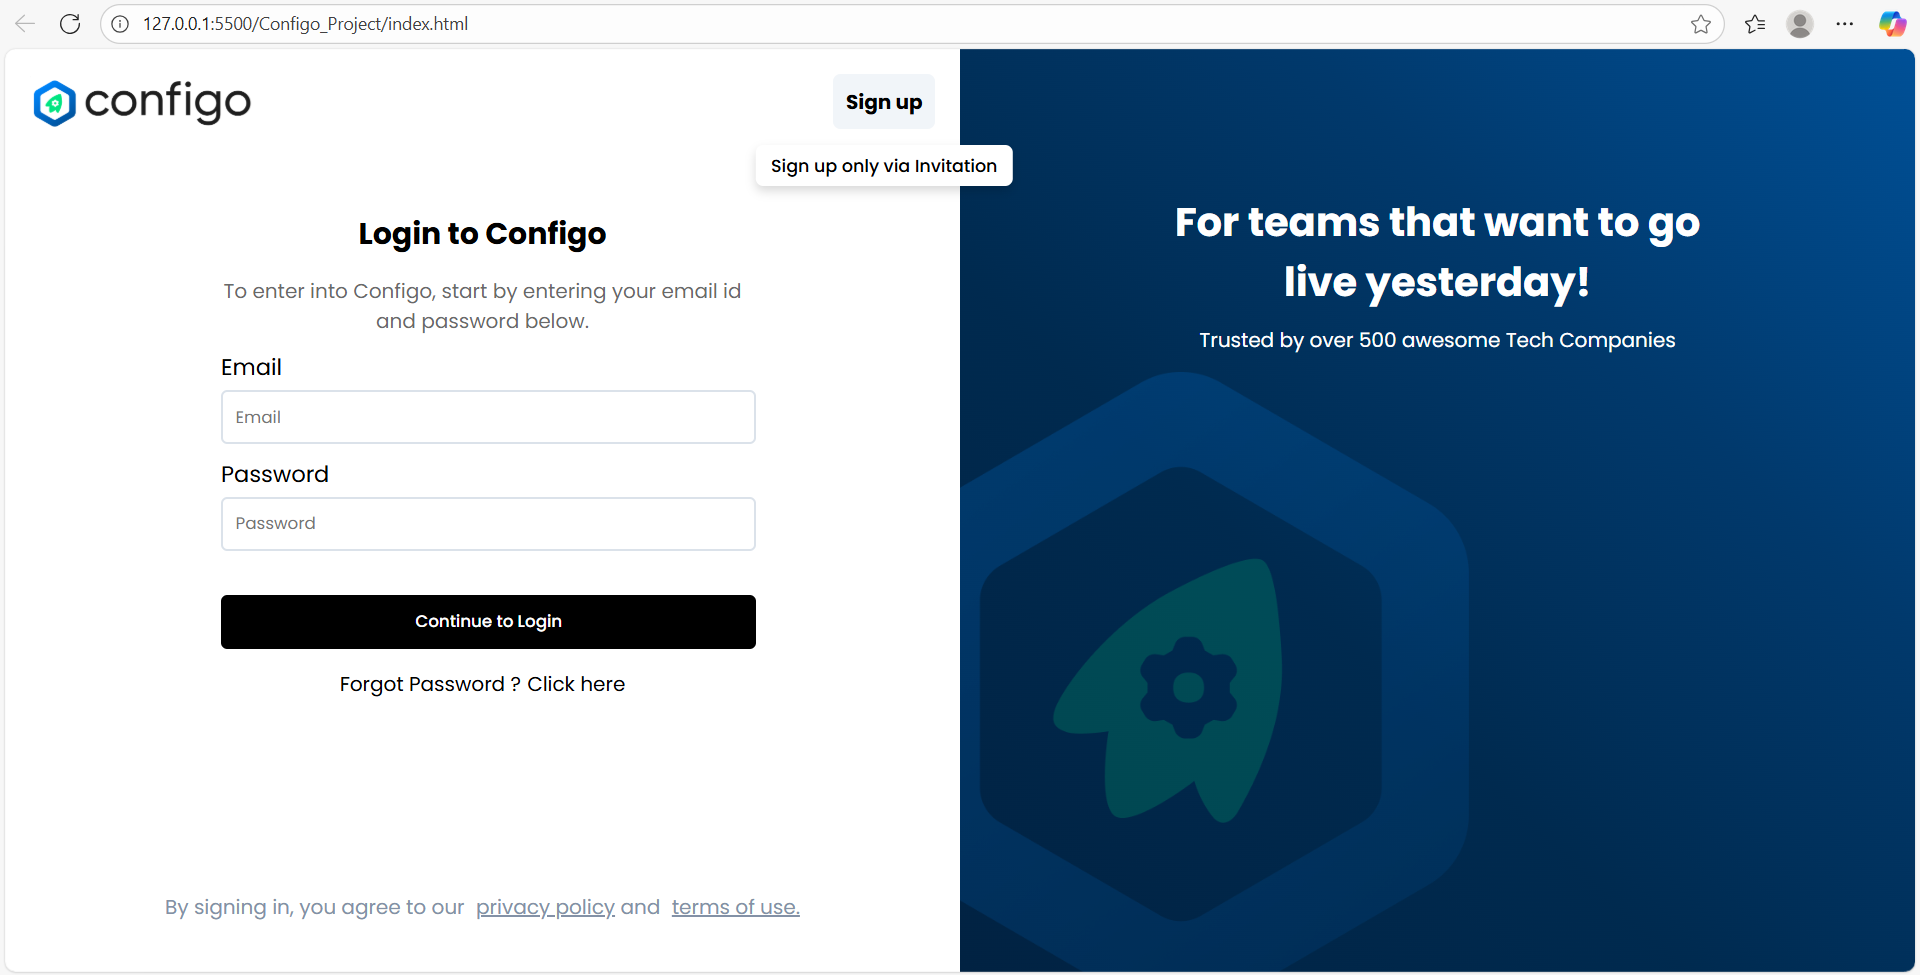 127.0.0.1:5500/Configo_Project/index.html
configo
Sign up
Sign up only via Invitation
Login to Configo
To enter into Configo, start by entering your email id
and password below.
Email
Email
Password
Password
Continue to Login
Forgot Password ? Click here
By signing in, you agree to our privacy policy and terms of use.
For teams that want to go
live yesterday!
Trusted by over 500 awesome Tech Companies